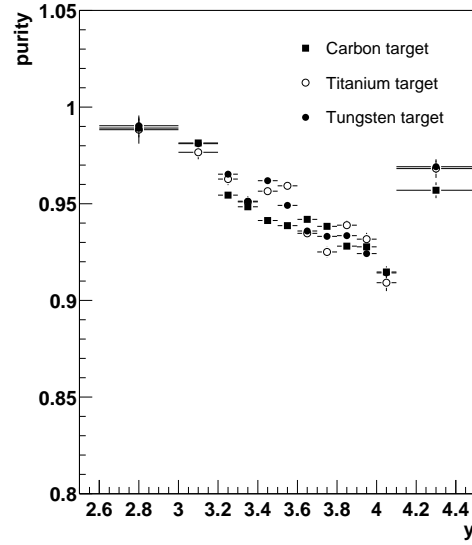 purity
1.05
1
0.95
0.9
0.85
0.8
Carbon target
Titanium target
Tungsten target
2.6 2.8 3 3.2 3.4 3.6 3.8 4 4.2 4.4
y